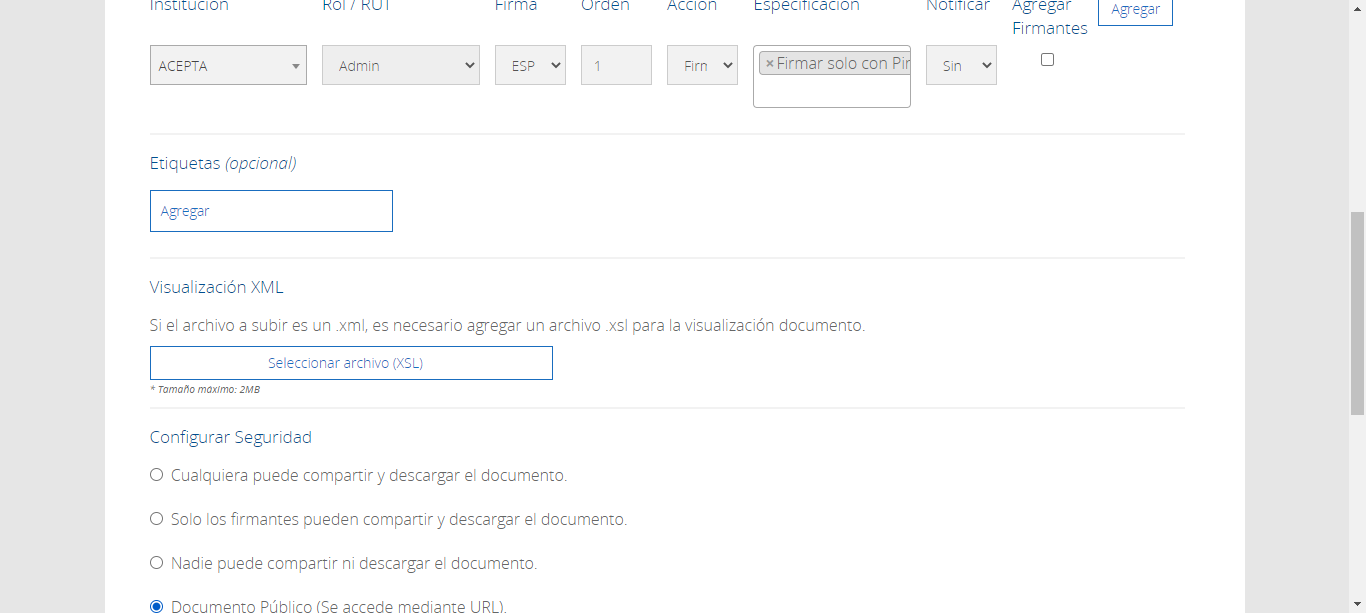 Institución Rol / RUT Firma Orden Acción Especificación Notificar Agregar Firmantes Agregar
ACEPTA Admin ESP 1 Firn × Firmar solo con Pin Sin
Etiquetas (opcional)
Agregar
Visualización XML
Si el archivo a subir es un .xml, es necesario agregar un archivo .xsl para la visualización documento.
Seleccionar archivo (XSL)
* Tamaño máximo: 2MB
Configurar Seguridad
Cualquiera puede compartir y descargar el documento.
Solo los firmantes pueden compartir y descargar el documento.
Nadie puede compartir ni descargar el documento.
Documento Público (Se accede mediante URL).